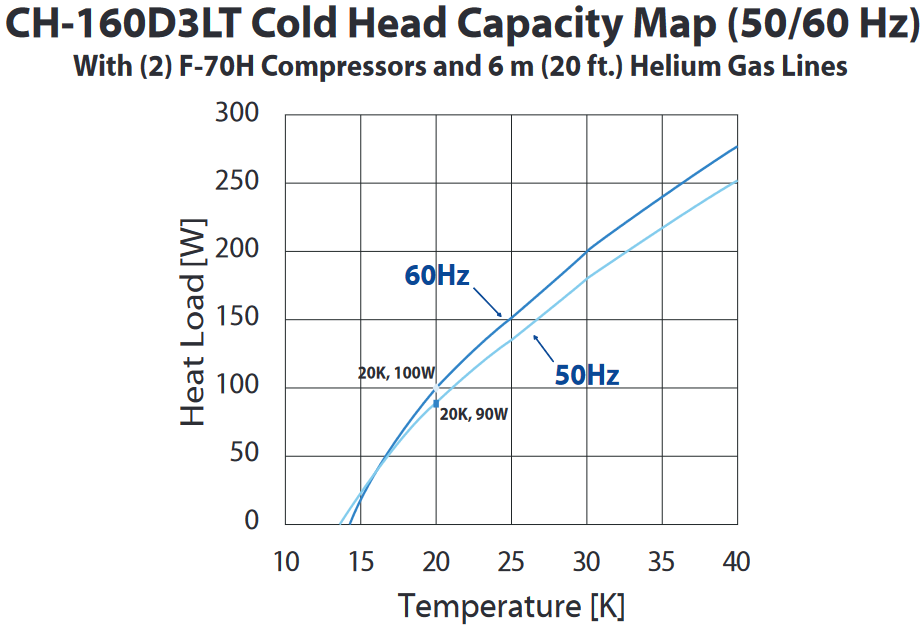 CH-160D3LT Cold Head Capacity Map (50/60 Hz)
With (2) F-70H Compressors and 6 m (20 ft.) Helium Gas Lines
300
250
200
150
100
50
0
Heat Load [W]
60Hz
50Hz
20K, 100W
20K, 90W
10 15 20 25 30 35 40
Temperature [K]